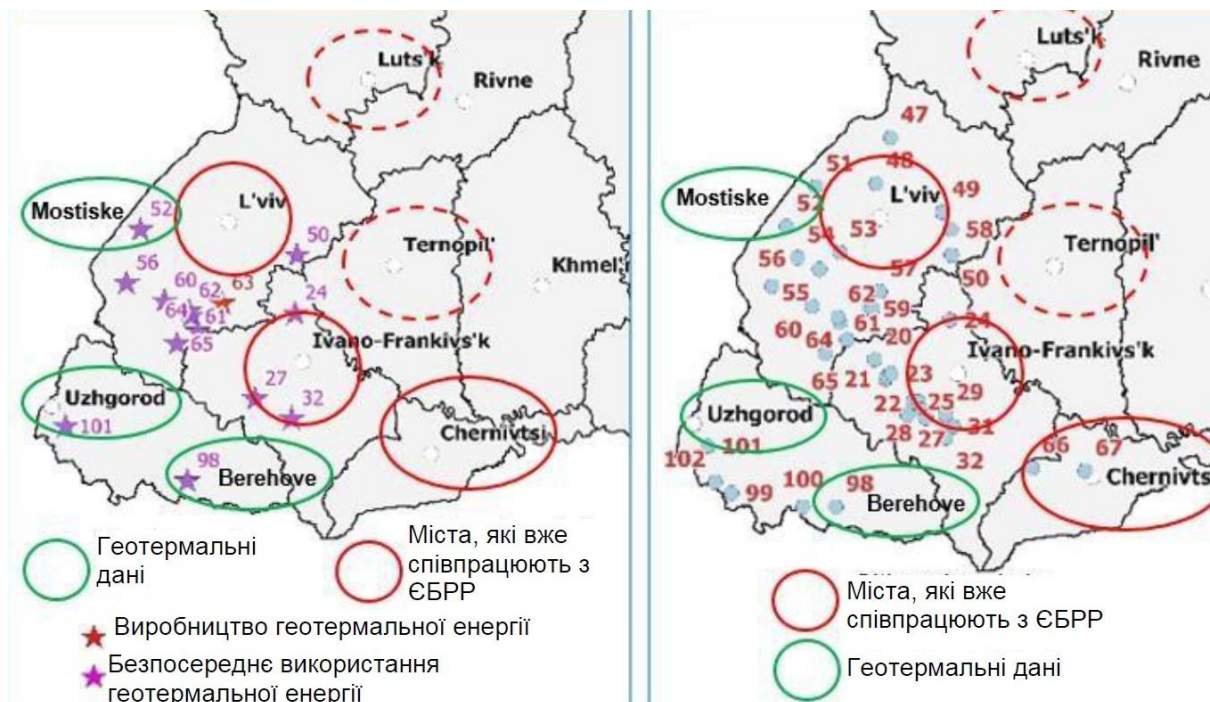 Luts'k
Rivne
L'viv
Mostiske
52
50
Ternopil'
Khmel'
56
60
62
63
24
64
61
65
Ivano-Frankivs'k
27
32
Uzhgorod
101
Chernivtsi
98
Berehove
Геотермальні
дані
Міста, які вже
співпрацюють з
ЄБРР
Виробництво геотермальної енергії
Безпосереднє використання
геотермальної енергії
Luts'k
Rivne
47
51
48
Mostiske
52
L'viv
49
53
54
58
Ternopil'
56
57
50
55
62
59
24
60
64
61
20
Ivano-Frankivs'k
65
21
23
29
Uzhgorod
22
25
28
27
31
101
32
66
67
102
Chernivts
99
100
98
Berehove
Міста, які вже
співпрацюють з ЄБРР
Геотермальні дані